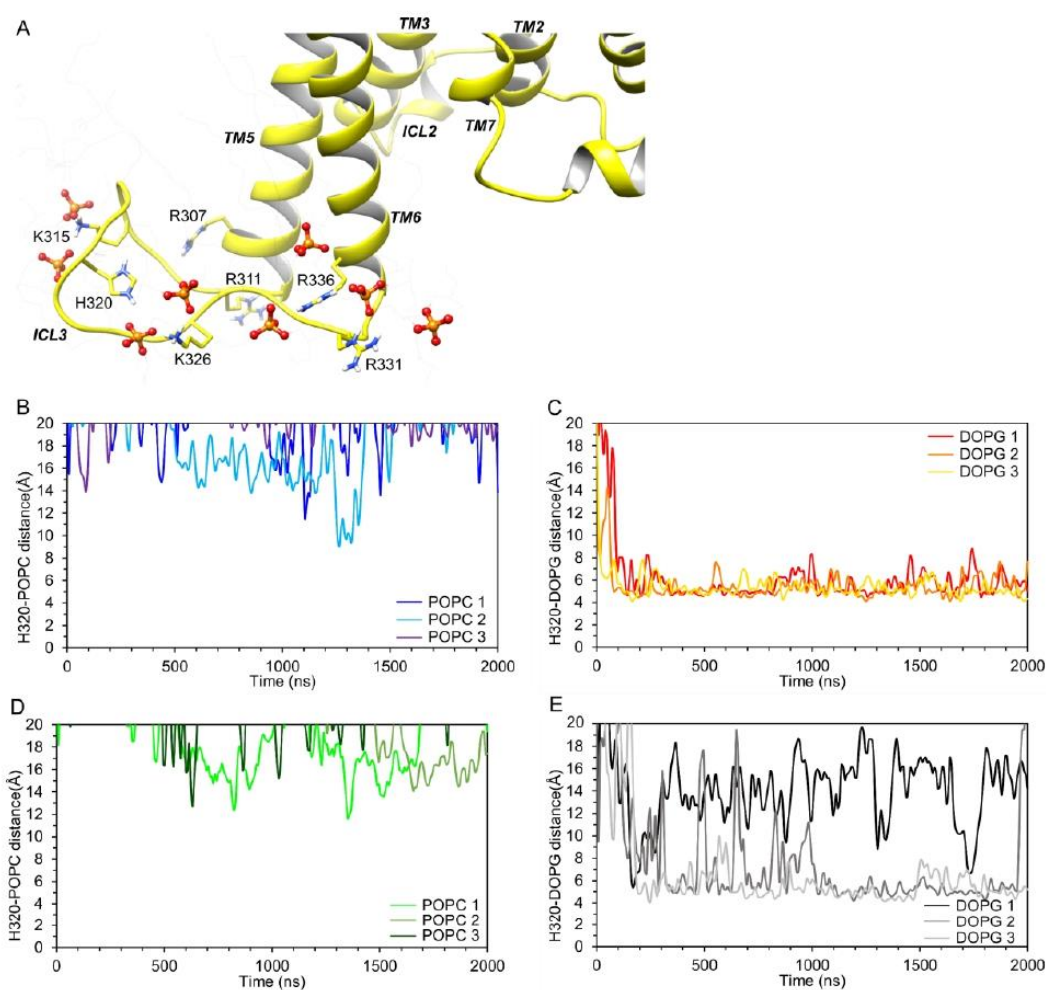 A
TM3
TM2
TM5
ICL2
TM7
TM6
R307
K315
R311
R336
H320
ICL3
K326
R331
B
H320-POPC distance(Å)
20
18
16
14
12
10
8
6
4
2
0
POPC 1
POPC 2
POPC 3
0 500 1000 1500 2000
Time (ns)
C
H320-DOPG distance(Å)
20
18
16
14
12
10
8
6
4
2
0
DOPG 1
DOPG 2
DOPG 3
0 500 1000 1500 2000
Time (ns)
D
H320-POPC distance(Å)
20
18
16
14
12
10
8
6
4
2
0
POPC 1
POPC 2
POPC 3
0 500 1000 1500 2000
Time (ns)
E
H320-DOPG distance(Å)
20
18
16
14
12
10
8
6
4
2
0
DOPG 1
DOPG 2
DOPG 3
0 500 1000 1500 2000
Time (ns)